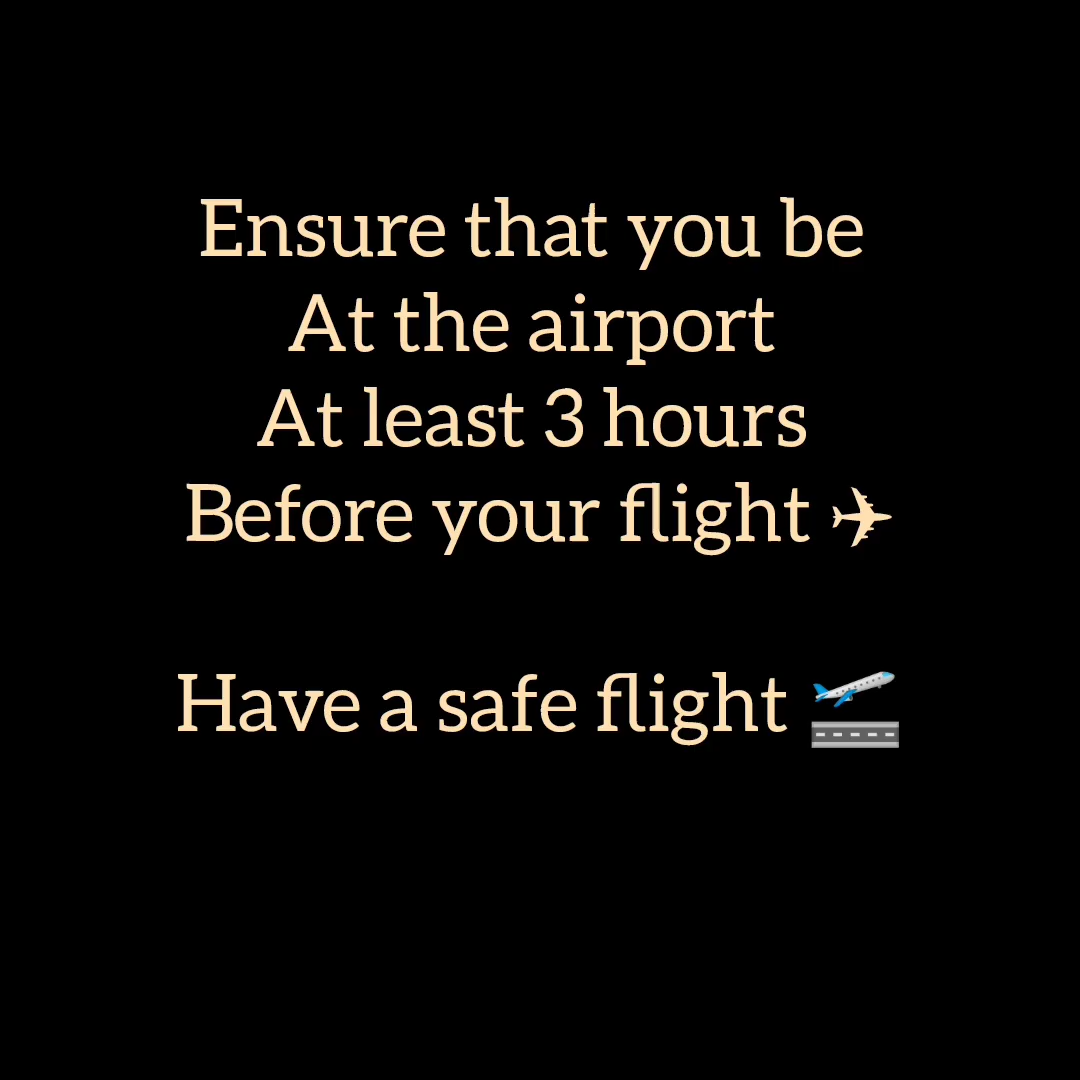 Ensure that you be
At the airport
At least 3 hours
Before your flight ✈
Have a safe flight 🛫